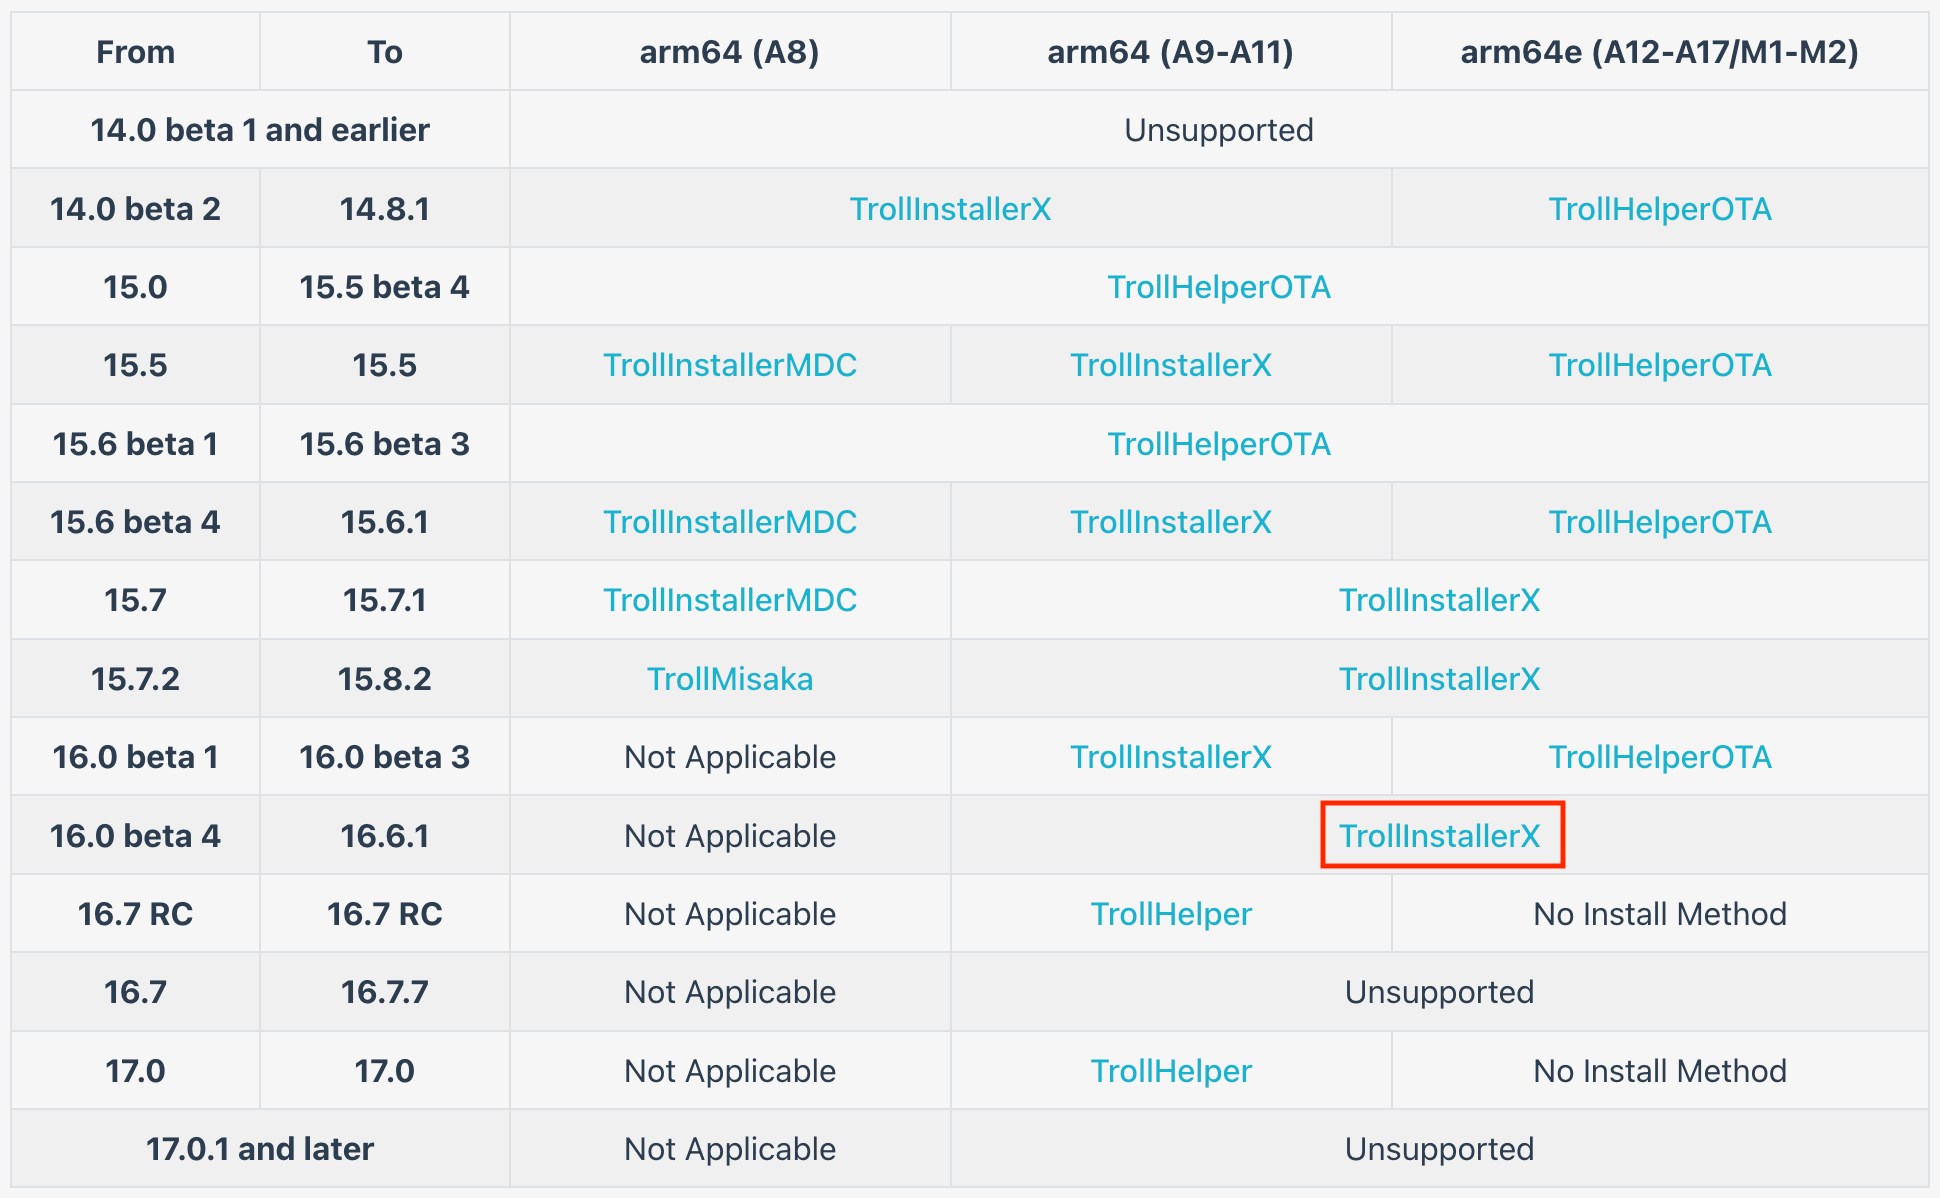 From To arm64 (A8) arm64 (A9-A11) arm64e (A12-A17/M1-M2)
14.0 beta 1 and earlier Unsupported
14.0 beta 2 14.8.1 TrollInstallerX TrollHelperOTA
15.0 15.5 beta 4 TrollHelperOTA
15.5 15.5 TrollInstallerMDC TrollInstallerX TrollHelperOTA
15.6 beta 1 15.6 beta 3 TrollHelperOTA
15.6 beta 4 15.6.1 TrollInstallerMDC TrollInstallerX TrollHelperOTA
15.7 15.7.1 TrollInstallerMDC TrollInstallerX
15.7.2 15.8.2 TrollMisaka TrollInstallerX
16.0 beta 1 16.0 beta 3 Not Applicable TrollInstallerX TrollHelperOTA
16.0 beta 4 16.6.1 Not Applicable TrollInstallerX
16.7 RC 16.7 RC Not Applicable TrollHelper No Install Method
16.7 16.7.7 Not Applicable Unsupported
17.0 17.0 Not Applicable TrollHelper No Install Method
17.0.1 and later Not Applicable Unsupported